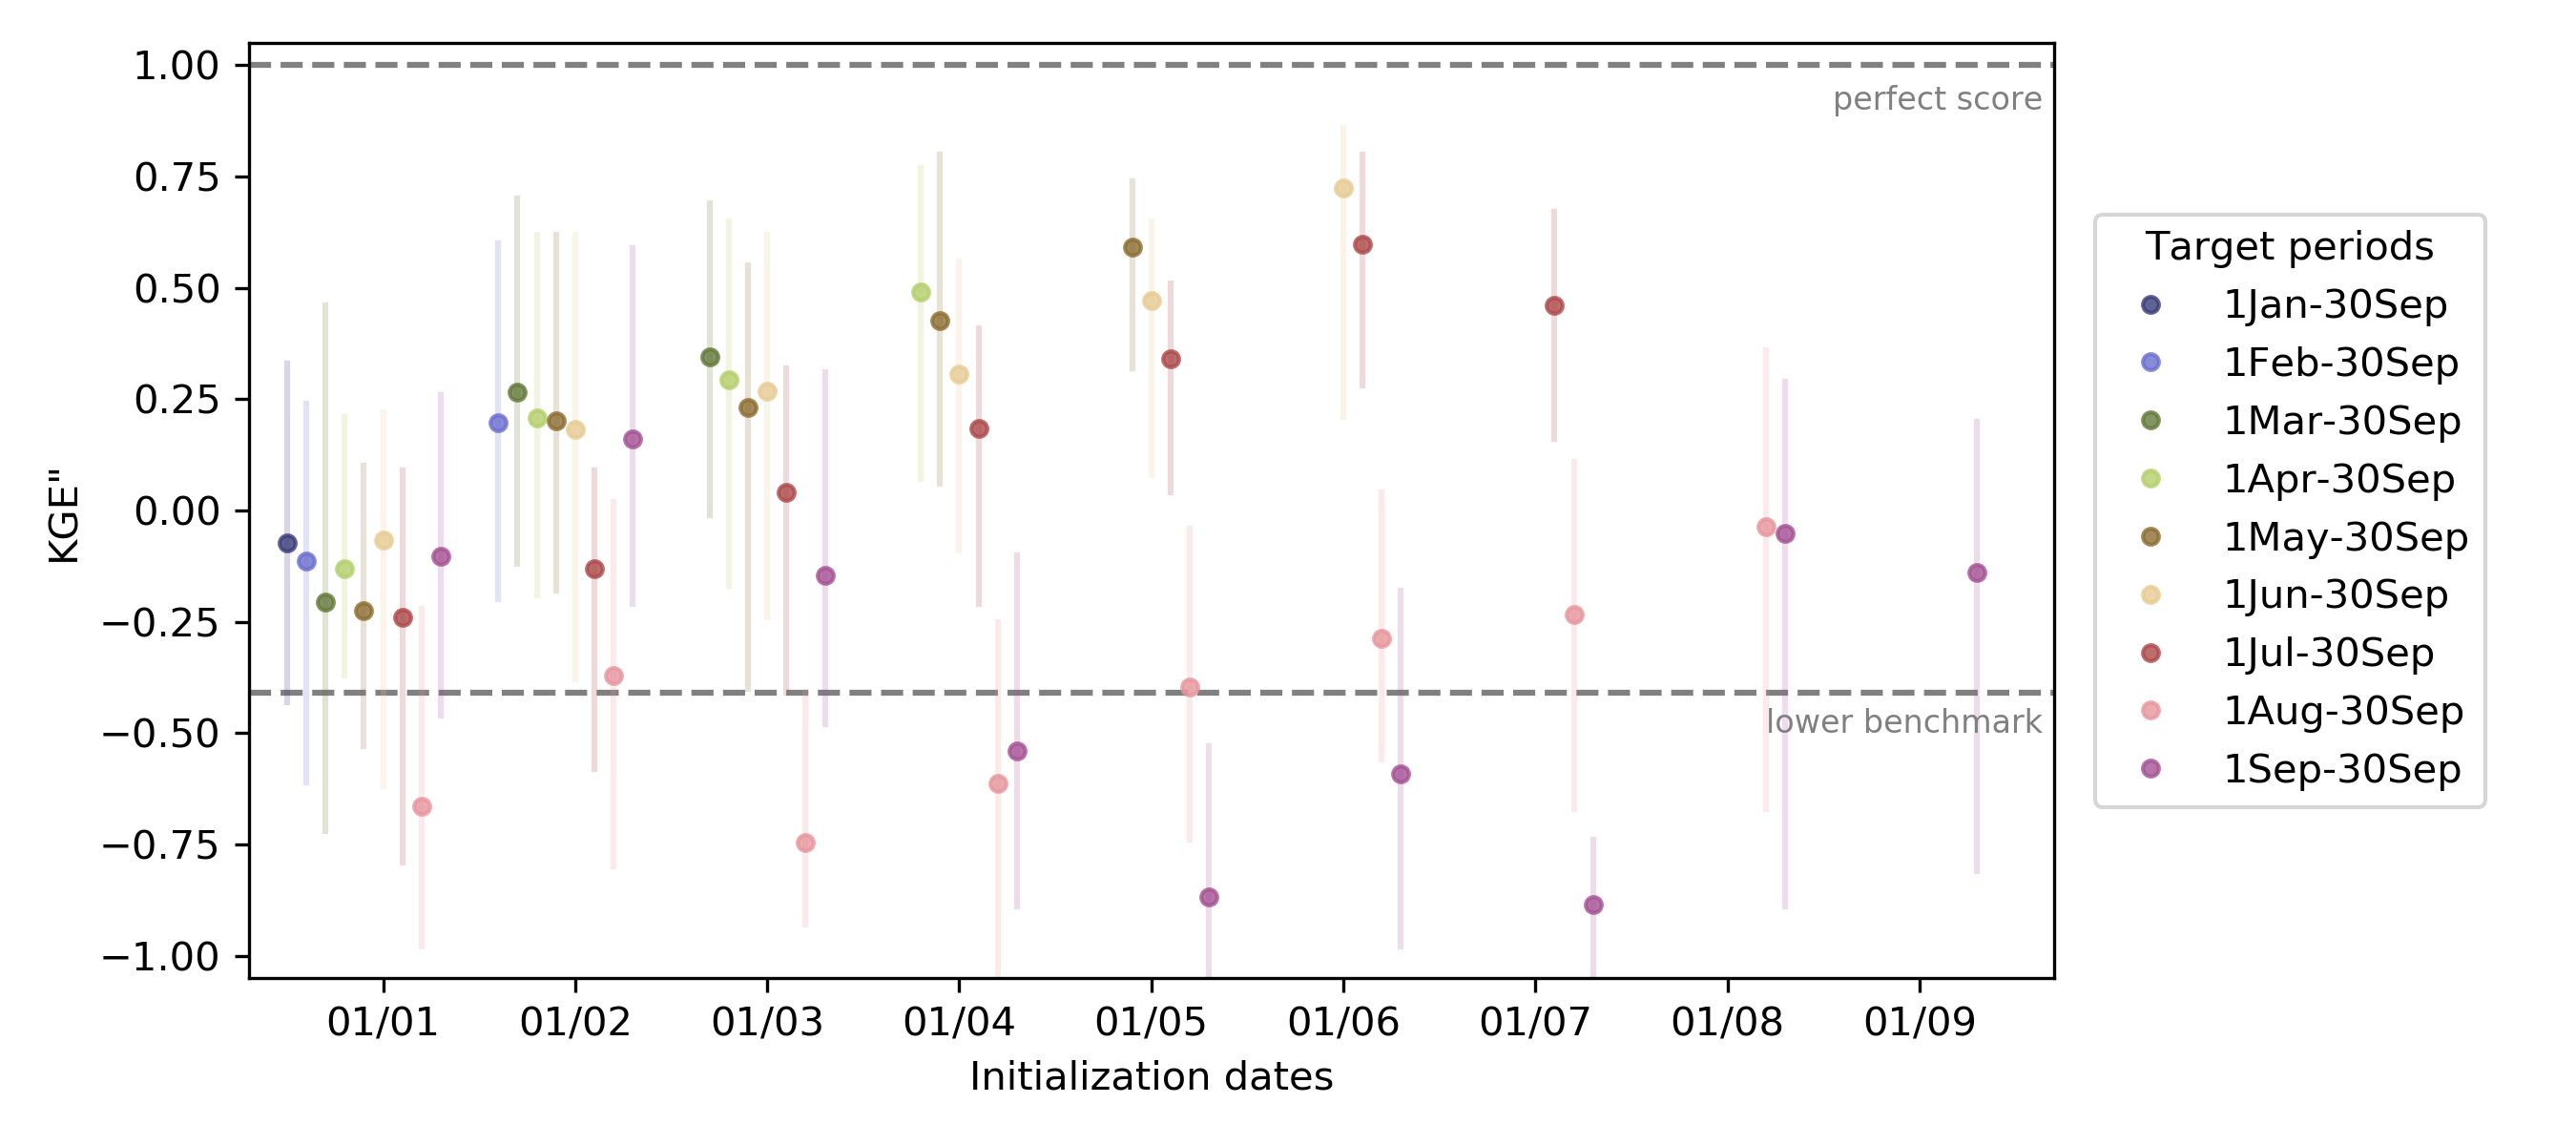 1.00
0.75
0.50
0.25
0.00
−0.25
−0.50
−0.75
−1.00
KGE"
perfect score
lower benchmark
01/01 01/02 01/03 01/04 01/05 01/06 01/07 01/08 01/09
Initialization dates
Target periods
1Jan-30Sep
1Feb-30Sep
1Mar-30Sep
1Apr-30Sep
1May-30Sep
1Jun-30Sep
1Jul-30Sep
1Aug-30Sep
1Sep-30Sep